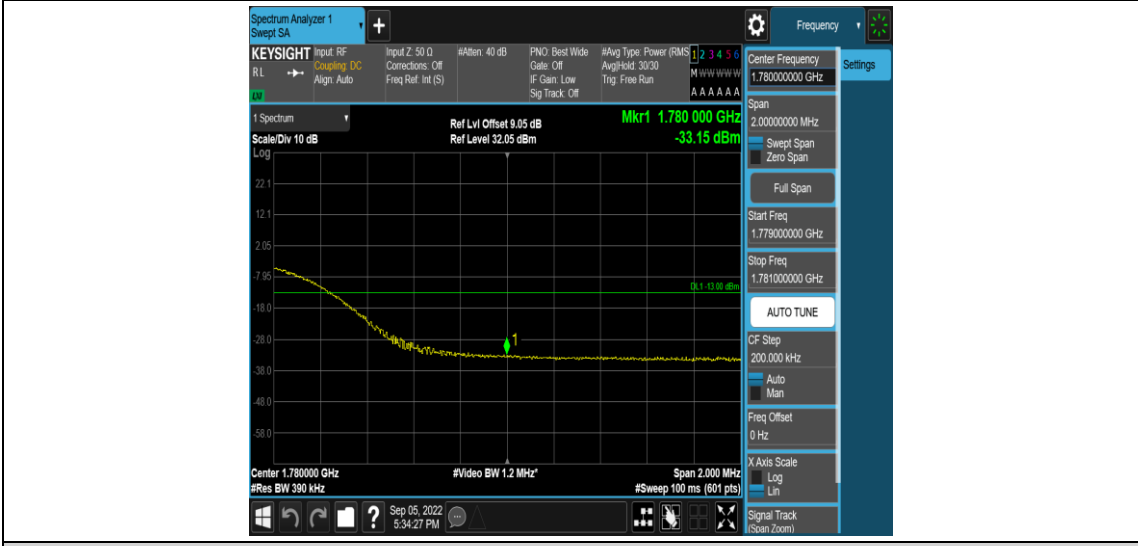 Spectrum Analyzer 1
Swept SA
+
Frequency
KEYSIGHT
RL
Input: RF
Coupling: DC
Align: Auto
Input Z: 50 Ω
Corrections: Off
Freq Ref: Int (S)
#Atten: 40 dB
PNO: Best Wide
Gate: Off
IF Gain: Low
Sig Track: Off
#Avg Type: Power (RMS
Avg|Hold: 30/30
Trig: Free Run
1 2 3 4 5 6
M W W W W W
A A A A A A
1 Spectrum
Scale/Div 10 dB
Log
Ref Lvl Offset 9.05 dB
Ref Level 32.05 dBm
Mkr1 1.780 000 GHz
-33.15 dBm
22.1
12.1
2.05
-7.95
-18.0
-28.0
-38.0
-48.0
-58.0
DL1 -13.00 dBm
1
Center 1.780000 GHz
#Res BW 390 kHz
#Video BW 1.2 MHz*
Span 2.000 MHz
#Sweep 100 ms (601 pts)
Center Frequency
1.780000000 GHz
Settings
Span
2.00000000 MHz
Swept Span
Zero Span
Full Span
Start Freq
1.779000000 GHz
Stop Freq
1.781000000 GHz
AUTO TUNE
CF Step
200.000 kHz
Auto
Man
Freq Offset
0 Hz
X Axis Scale
Log
Lin
Signal Track
(Span Zoom)
?
Sep 05, 2022
5:34:27 PM